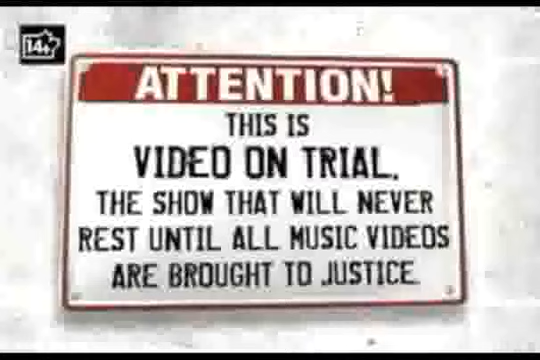 14+
ATTENTION!
THIS IS
VIDEO ON TRIAL,
THE SHOW THAT WILL NEVER
REST UNTIL ALL MUSIC VIDEOS
ARE BROUGHT TO JUSTICE.